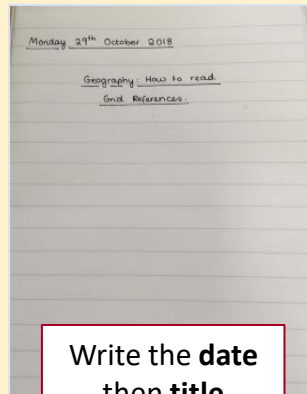 Monday 29th October 2018
Geography: How to read
Grid References.
Write the date
then title